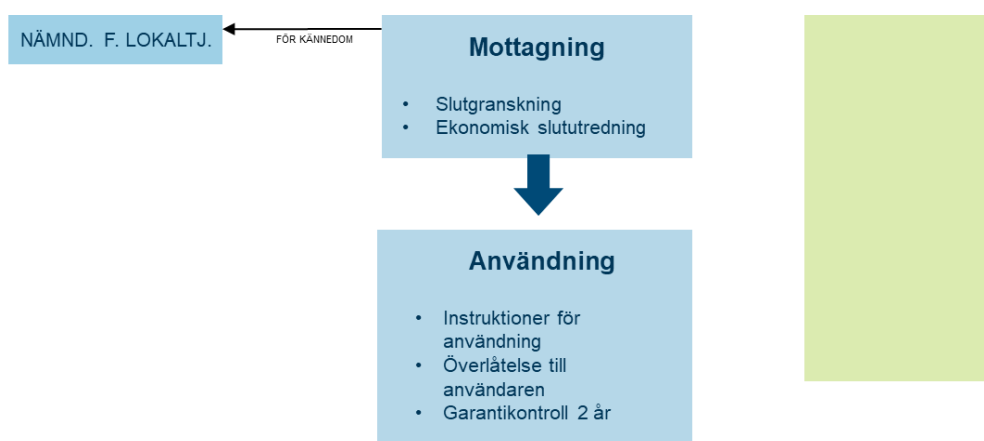 NÄMND. F. LOKALTJ.
FÖR KÄNNEDOM
Mottagning
• Slutgranskning
• Ekonomisk slututredning
Användning
• Instruktioner för
användning
• Överlåtelse till
användaren
• Garantikontroll 2 år